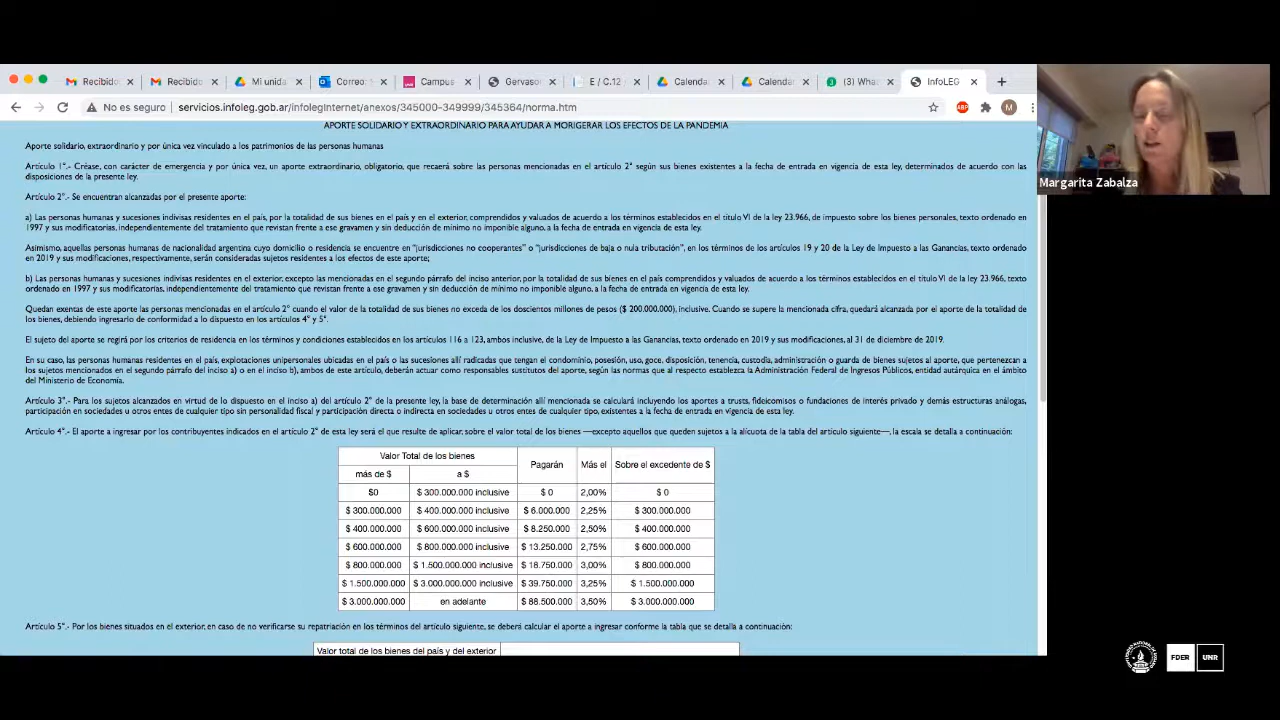 Recibido
Recibido
Mi unida
Correo:
Campus
Gervaso
E / C.12 /
Calenda
Calendar
(3) Wha
InfoLEG
No es seguro
servicios.infoleg.gob.ar/infolegInternet/anexos/345000-349999/345364/norma.htm
ABP
M
APORTE SOLIDARIO Y EXTRAORDINARIO PARA AYUDAR A MORIGERAR LOS EFECTOS DE LA PANDEMIA
Aporte solidario, extraordinario y por única vez vinculado a los patrimonios de las personas humanas
Artículo 1°.- Créase, con carácter de emergencia y por única vez, un aporte extraordinario, obligatorio, que recaerá sobre las personas mencionadas en el artículo 2° según sus bienes existentes a la fecha de entrada en vigencia de esta ley, determinados de acuerdo con las
disposiciones de la presente ley.
Artículo 2°.- Se encuentran alcanzadas por el presente aporte:
a) Las personas humanas y sucesiones indivisas residentes en el país, por la totalidad de sus bienes en el país y en el exterior, comprendidos y valuados de acuerdo a los términos establecidos en el título VI de la ley 23.966, de impuesto sobre los bienes personales, texto ordenado en
1997 y sus modificatorias, independientemente del tratamiento que revistan frente a ese gravamen y sin deducción de mínimo no imponible alguno, a la fecha de entrada en vigencia de esta ley.
Asimismo, aquellas personas humanas de nacionalidad argentina cuyo domicilio o residencia se encuentre en “jurisdicciones no cooperantes” o “jurisdicciones de baja o nula tributación”, en los términos de los artículos 19 y 20 de la Ley de Impuesto a las Ganancias, texto ordenado
en 2019 y sus modificatorias, respectivamente, serán consideradas sujetos residentes a los efectos de este aporte;
b) Las personas humanas y sucesiones indivisas residentes en el exterior, excepto las mencionadas en el segundo párrafo del inciso anterior, por la totalidad de sus bienes en el país comprendidos y valuados de acuerdo a los términos establecidos en el título VI de la ley 23.966, texto
ordenado en 1997 y sus modificatorias, independientemente del tratamiento que revistan frente a ese gravamen y sin deducción de mínimo no imponible alguno, a la fecha de entrada en vigencia de esta ley.
Quedan exentas de este aporte las personas mencionadas en el artículo 2° cuando el valor de la totalidad de sus bienes no exceda de los doscientos millones de pesos ($ 200.000.000), inclusive. Cuando se supere la mencionada cifra, quedará alcanzada por el aporte de la totalidad de
los bienes, debiendo ingresarlo de conformidad a lo dispuesto en los artículos 4° y 5°.
El sujeto del aporte se regirá por los criterios de residencia en los términos y condiciones establecidos en los artículos 116 a 123, ambos inclusive, de la Ley de Impuesto a las Ganancias, texto ordenado en 2019 y sus modificatorias, al 31 de diciembre de 2019.
En su caso, las personas humanas residentes en el país, explotaciones unipersonales ubicadas en el país o las sucesiones allí radicadas que tengan el condominio, posesión, uso, goce, disposición, tenencia, custodia, administración o guarda de bienes sujetos al aporte, que pertenezcan a
los sujetos mencionados en el segundo párrafo del inciso a) o en el inciso b), ambos de este artículo, deberán actuar como responsables sustitutos del aporte, según las normas que al respecto establezca la Administración Federal de Ingresos Públicos, entidad autárquica en el ámbito
del Ministerio de Economía.
Artículo 3°.- Para los sujetos alcanzados en virtud de lo dispuesto en el inciso a) del artículo 2° de la presente ley, la base de determinación allí mencionada se calculará incluyendo los aportes a trusts, fideicomisos o fundaciones de interés privado y demás estructuras análogas,
participación en sociedades u otros entes de cualquier tipo sin personalidad fiscal y participación directa o indirecta en sociedades u otros entes de cualquier tipo, existentes a la fecha de entrada en vigencia de esta ley.
Artículo 4°.- El aporte a ingresar por los contribuyentes indicados en el artículo 2° de esta ley será el que resulte de aplicar, sobre el valor total de los bienes —excepto aquellos que queden sujetos a la alícuota de la tabla del artículo siguiente—, la escala se detalla a continuación:
Valor Total de los bienes Pagarán Más el Sobre el excedente de $
más de $ a $
$0 $ 300.000.000 inclusive $ 0 2,00% $ 0
$ 300.000.000 $ 400.000.000 inclusive $ 6.000.000 2,25% $ 300.000.000
$ 400.000.000 $ 600.000.000 inclusive $ 8.250.000 2,50% $ 400.000.000
$ 600.000.000 $ 800.000.000 inclusive $ 13.250.000 2,75% $ 600.000.000
$ 800.000.000 $ 1.500.000.000 inclusive $ 18.750.000 3,00% $ 800.000.000
$ 1.500.000.000 $ 3.000.000.000 inclusive $ 39.750.000 3,25% $ 1.500.000.000
$ 3.000.000.000 en adelante $ 88.500.000 3,50% $ 3.000.000.000
Artículo 5°.- Por los bienes situados en el exterior, en caso de no verificarse su repatriación en los términos del artículo siguiente, se deberá calcular el aporte a ingresar conforme la tabla que se detalla a continuación:
Valor total de los bienes del país y del exterior
Margarita Zabalza
FDER
UNR